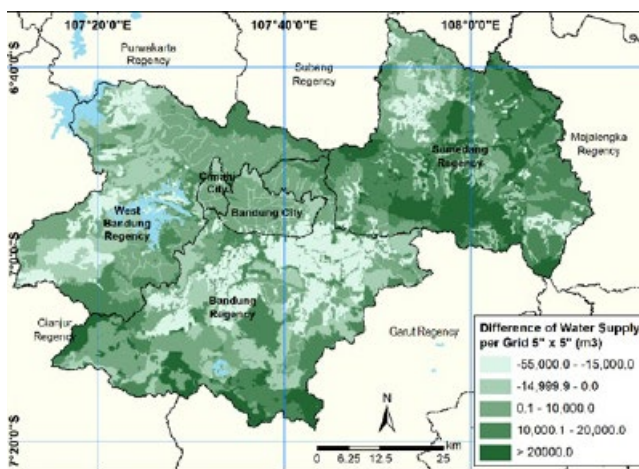 107°20'0"E
107°40'0"E
108°0'0"E
6°40'0"S
7°0'0"S
7°20'0"S
Purwakarta
Regency
Subang
Regency
Majalengka
Regency
Sumedang
Regency
Cimahi
City
Bandung City
West
Bandung
Regency
Bandung
Regency
Cianjur
Regency
Garut Regency
Difference of Water Supply
per Grid 5" x 5" (m3)
-55,000.0 - -15,000.0
-14,999.9 - 0.0
0.1 - 10,000.0
10,000.1 - 20,000.0
> 20000.0
N
km
0 6.25 12.5 25